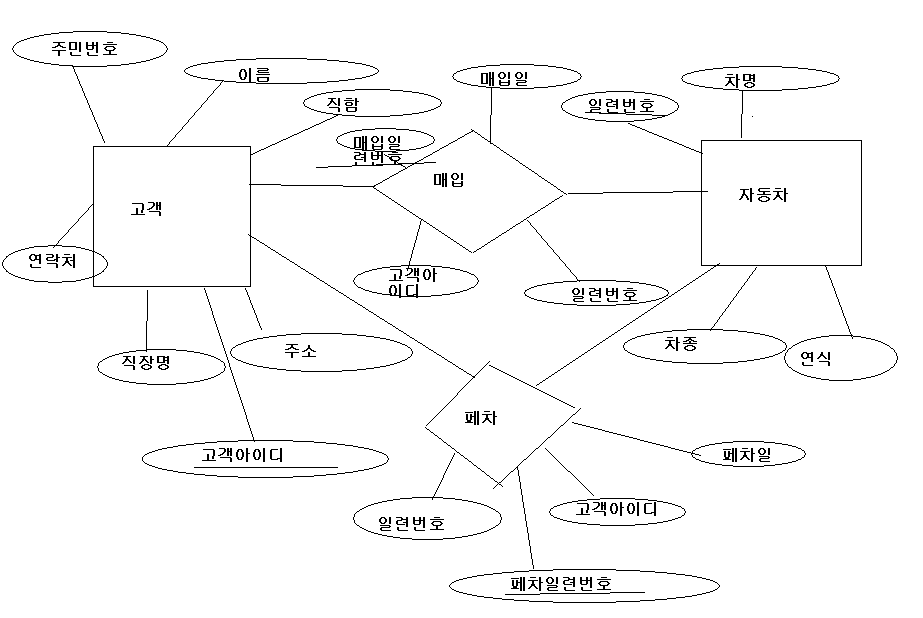 주민번호
이름
직함
매입일
차명
일련번호
매입일
련번호
매입
고객
자동차
연락처
고객아
이디
일련번호
직장명
주소
차종
연식
고객아이디
폐차
폐차일
일련번호
고객아이디
폐차일련번호